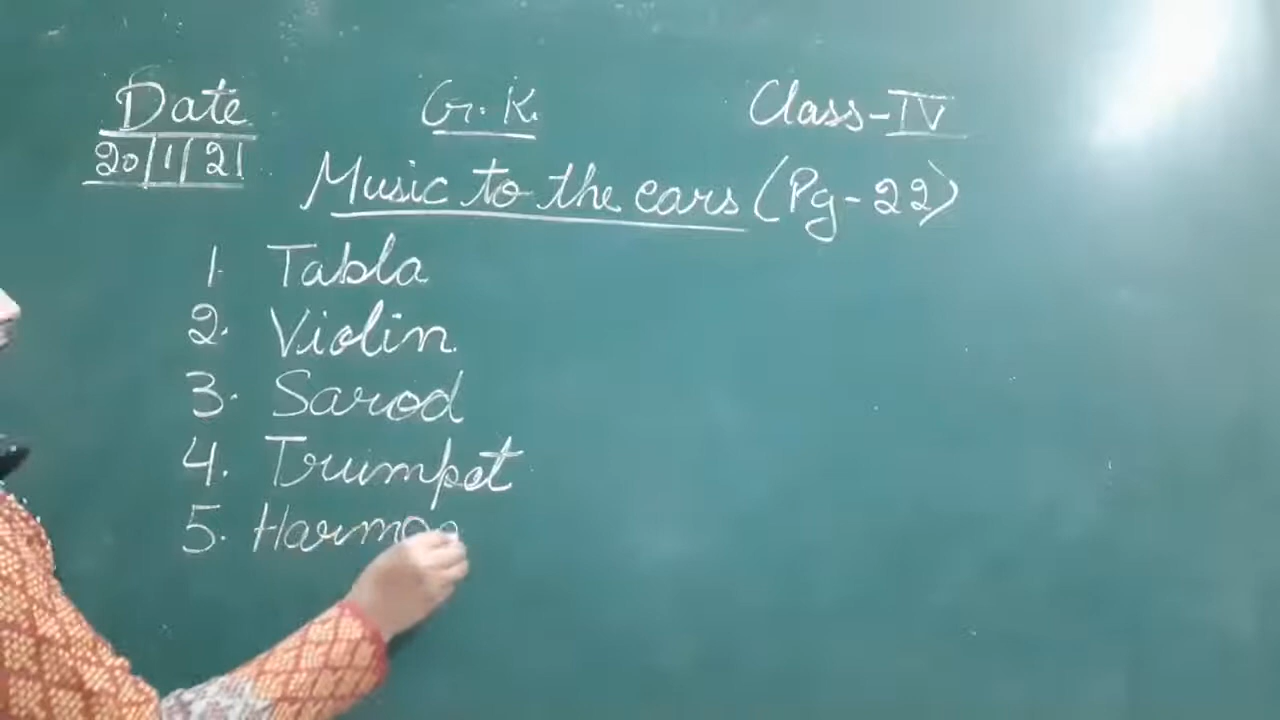 Date G.K. Class-IV
20/1/21
Music to the ears (Pg-22)
1. Tabla
2. Violin
3. Sarod
4. Trumpet
5. Harmo